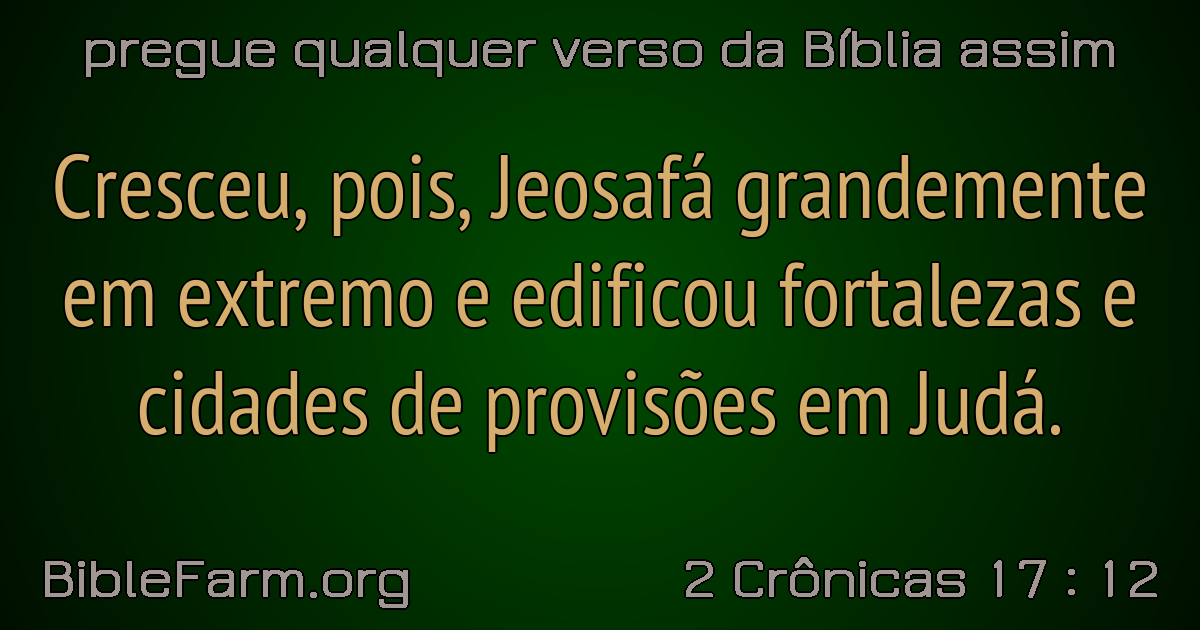 pregue qualquer verso da Bíblia assim
Cresceu, pois, Jeosafá grandemente
em extremo e edificou fortalezas e
cidades de provisões em Judá.
BibleFarm.org
2 Crônicas 17 : 12